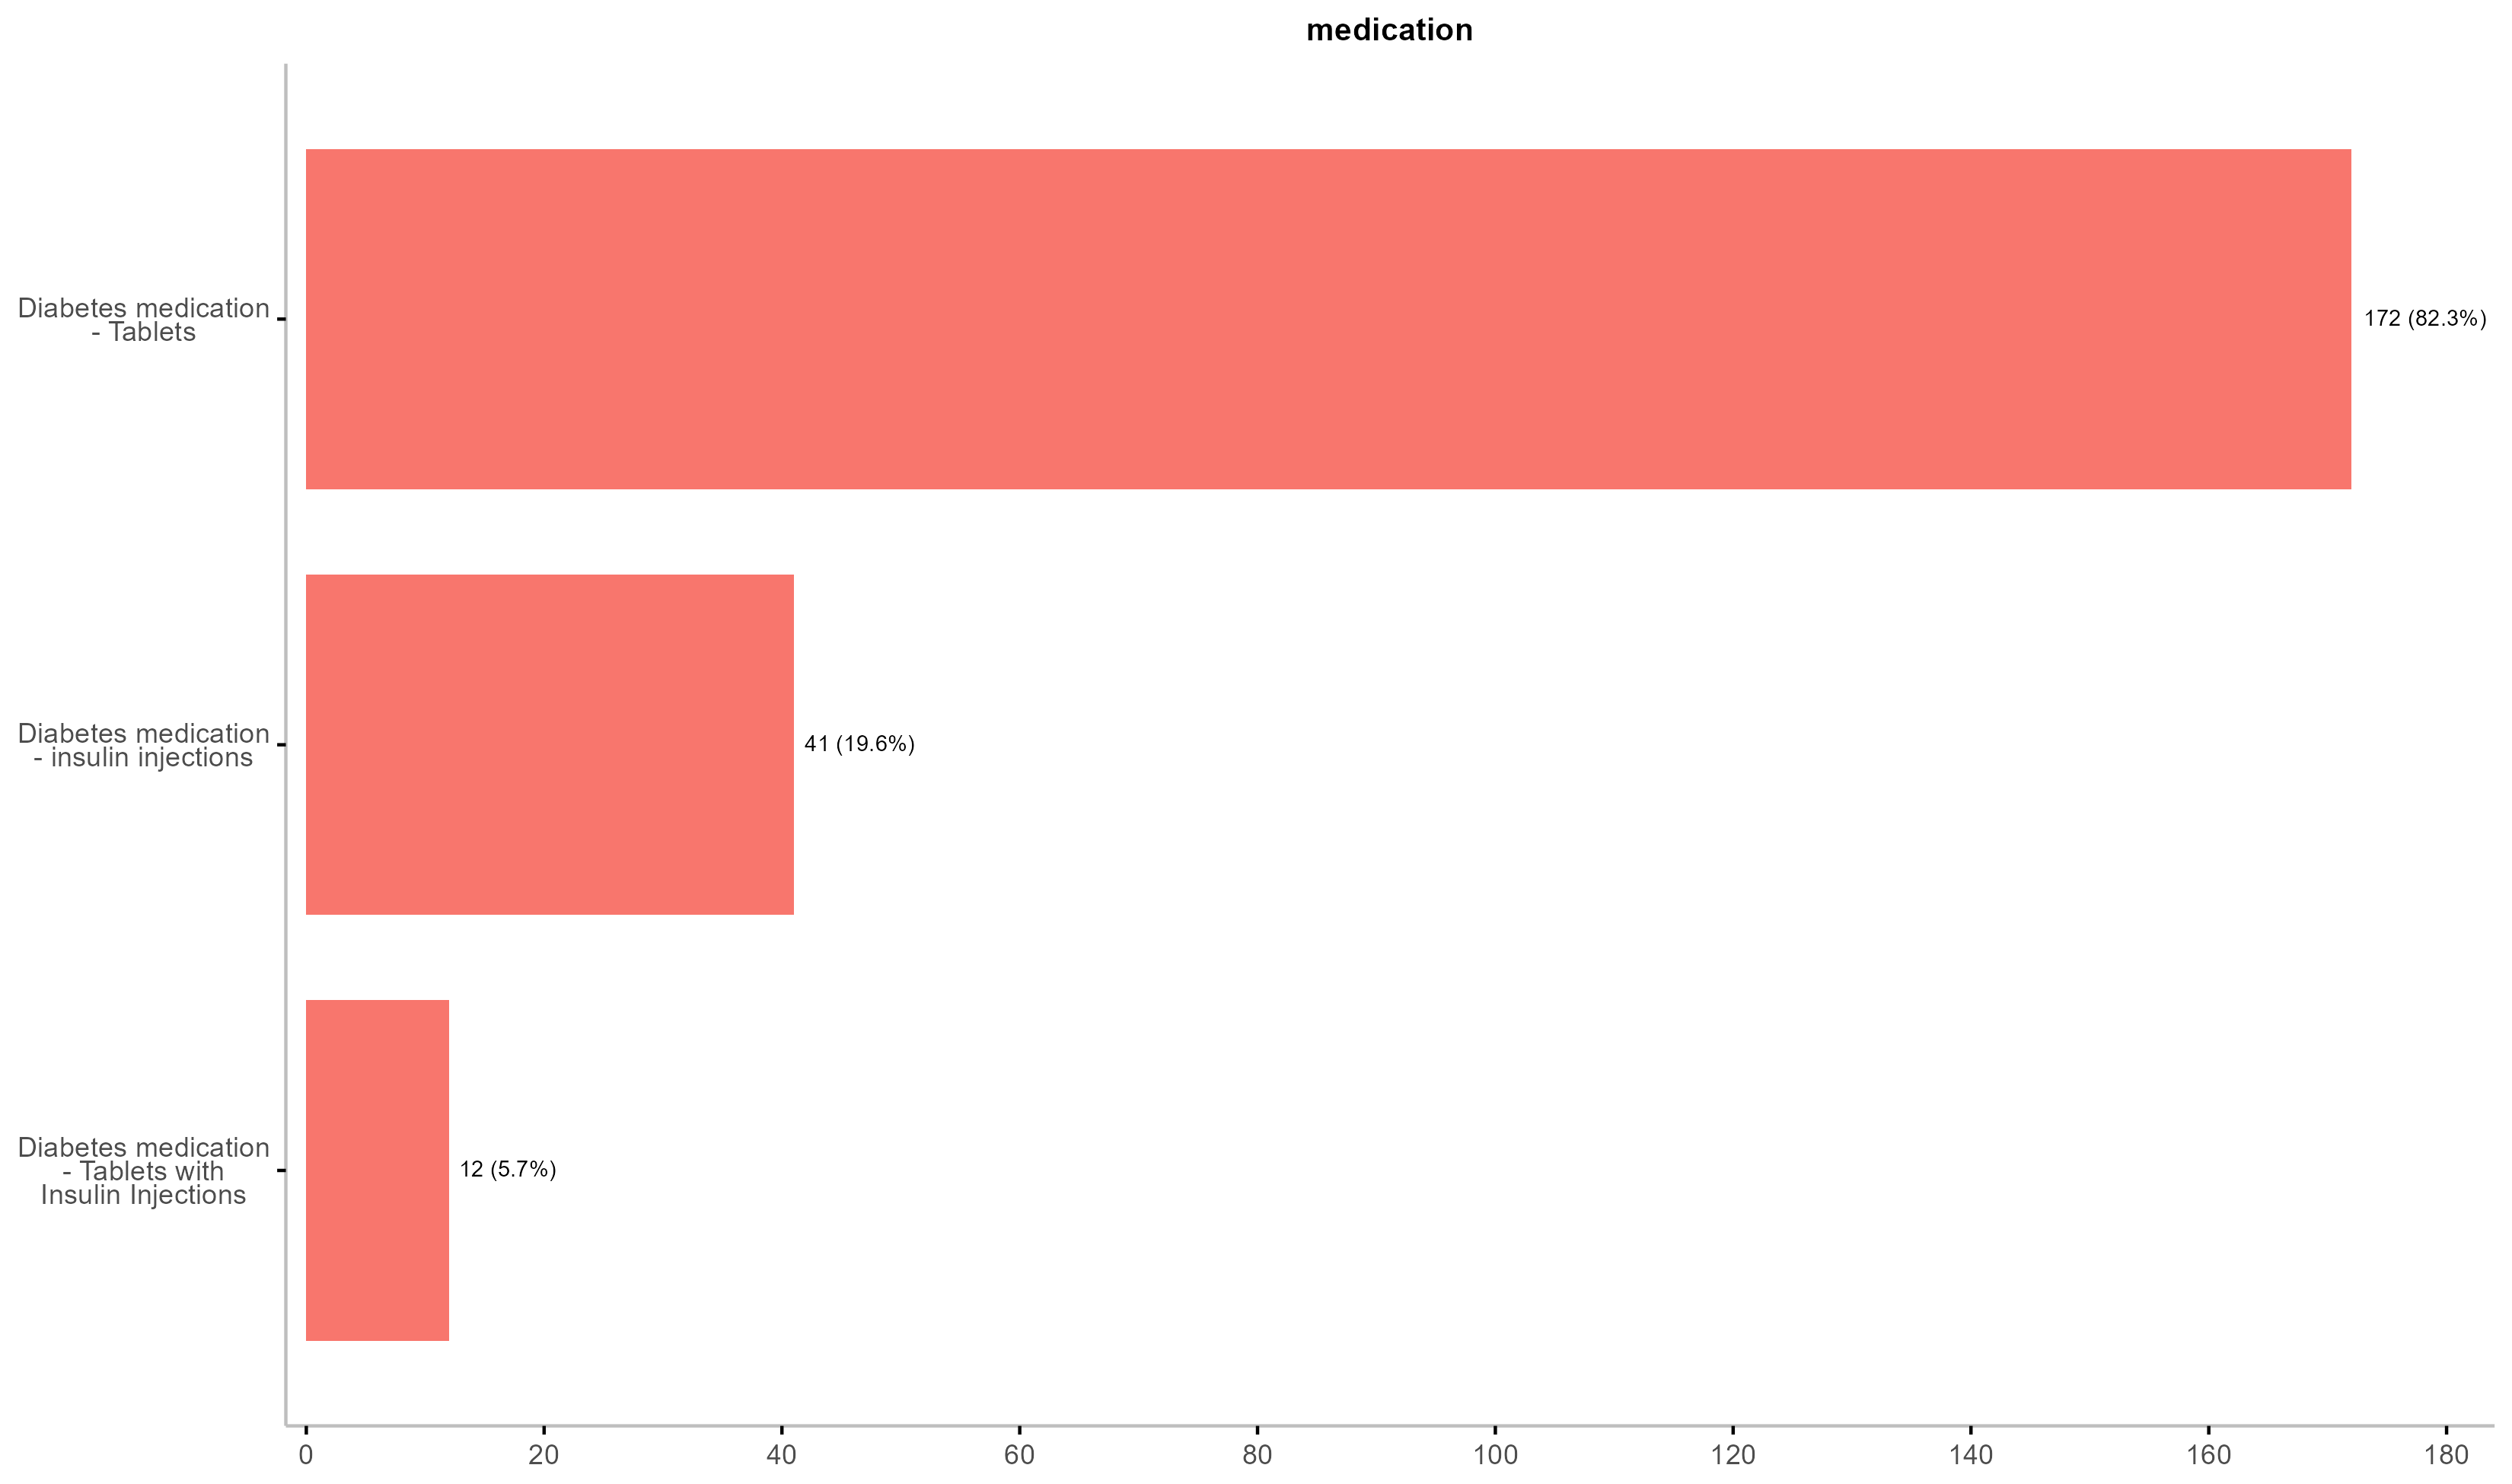 medication
Diabetes medication
- Tablets
172 (82.3%)
Diabetes medication
- insulin injections
41 (19.6%)
Diabetes medication
- Tablets with
Insulin Injections
12 (5.7%)
0 20 40 60 80 100 120 140 160 180